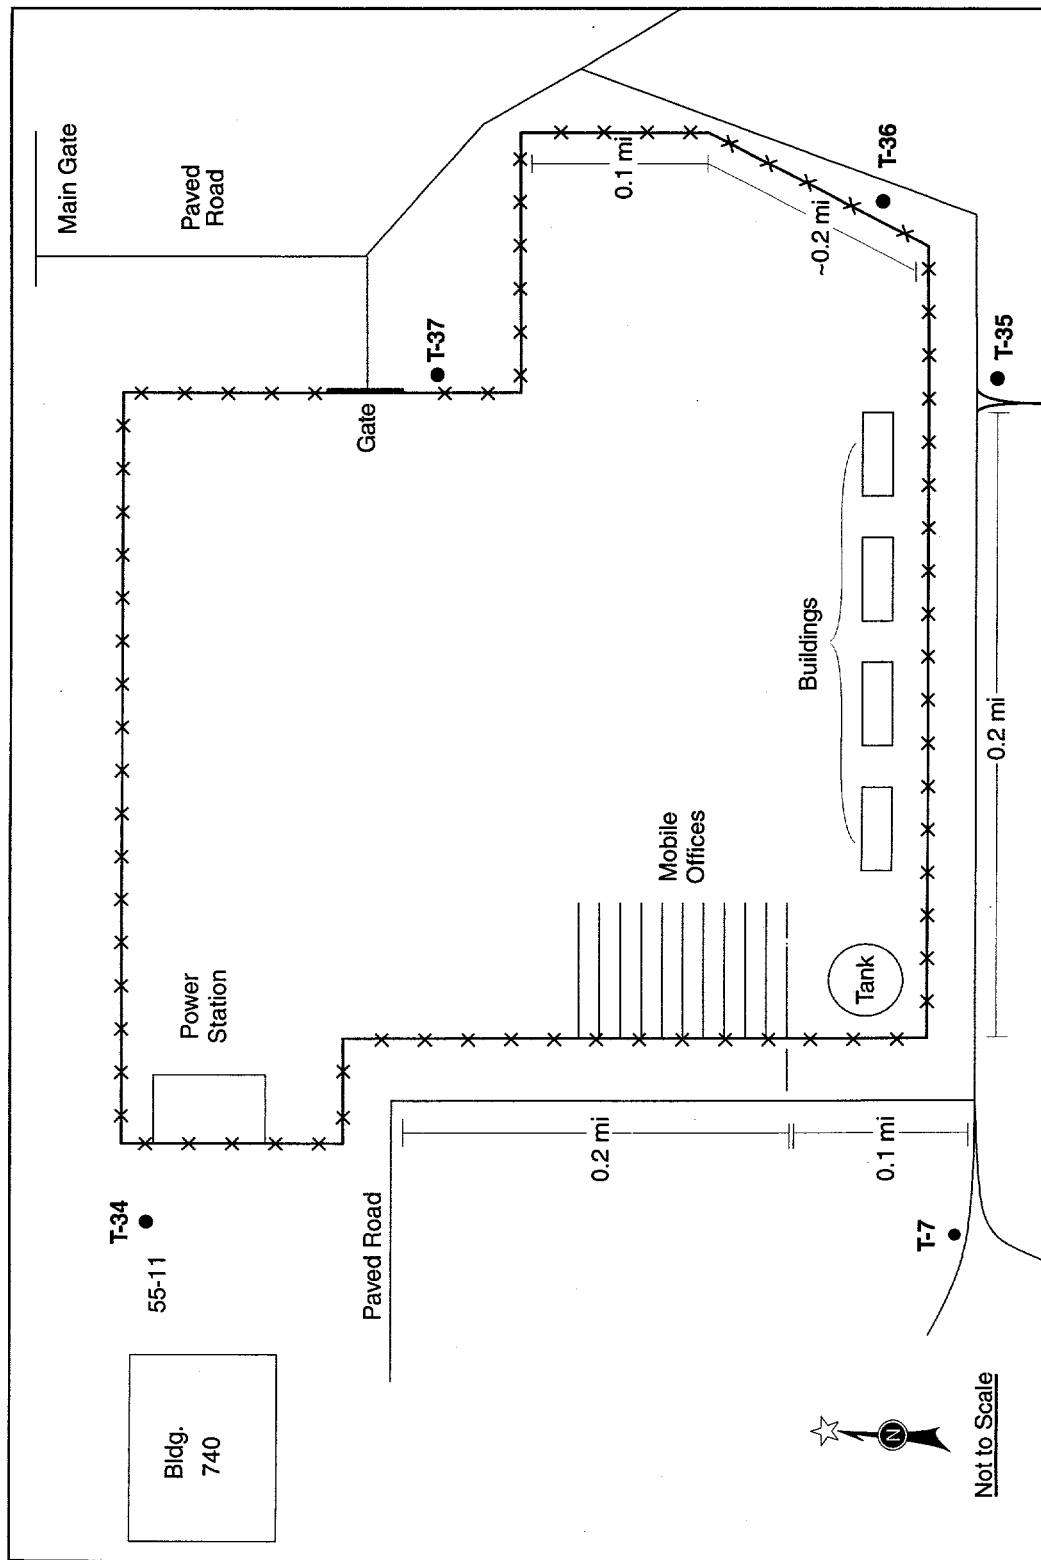 Main Gate
Paved
Road
T-36
0.1 mi
~0.2 mi
T-37
Gate
T-35
Buildings
0.2 mi
Mobile
Offices
Power
Station
Tank
T-34
55-11
0.2 mi
0.1 mi
Paved Road
T-7
Bldg.
740
N
Not to Scale